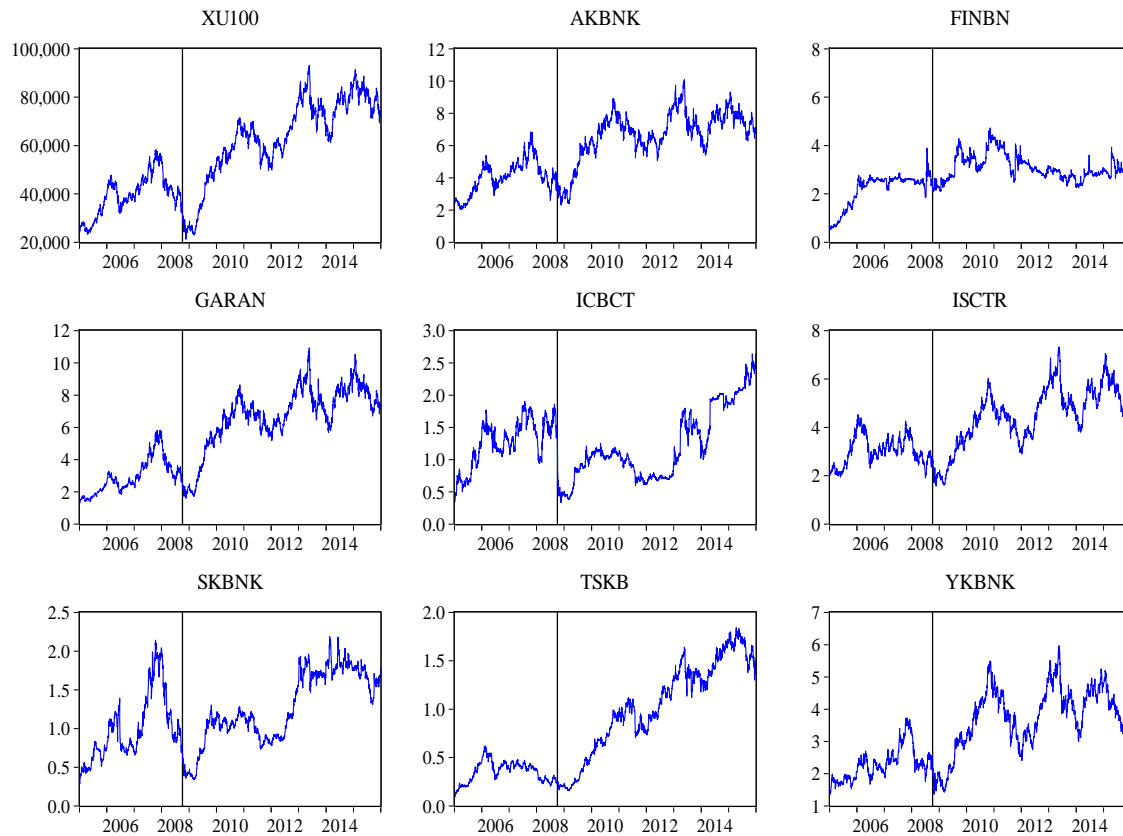 XU100 AKBNK FINBN
100,000 12 8
80,000 10
8 6
60,000 6 4
40,000 4 2
2
20,000 0 0
2006 2008 2010 2012 2014 2006 2008 2010 2012 2014 2006 2008 2010 2012 2014
GARAN ICBCT ISCTR
12 3.0 8
10 2.5
8 2.0 6
6 1.5 4
4 1.0
2 0.5 2
0 0.0 0
2006 2008 2010 2012 2014 2006 2008 2010 2012 2014 2006 2008 2010 2012 2014
SKBNK TSKB YKBNK
2.5 2.0 7
2.0 6
1.5 1.5 5
1.0 1.0 4
3
0.5 0.5 2
0.0 0.0 1
2006 2008 2010 2012 2014 2006 2008 2010 2012 2014 2006 2008 2010 2012 2014